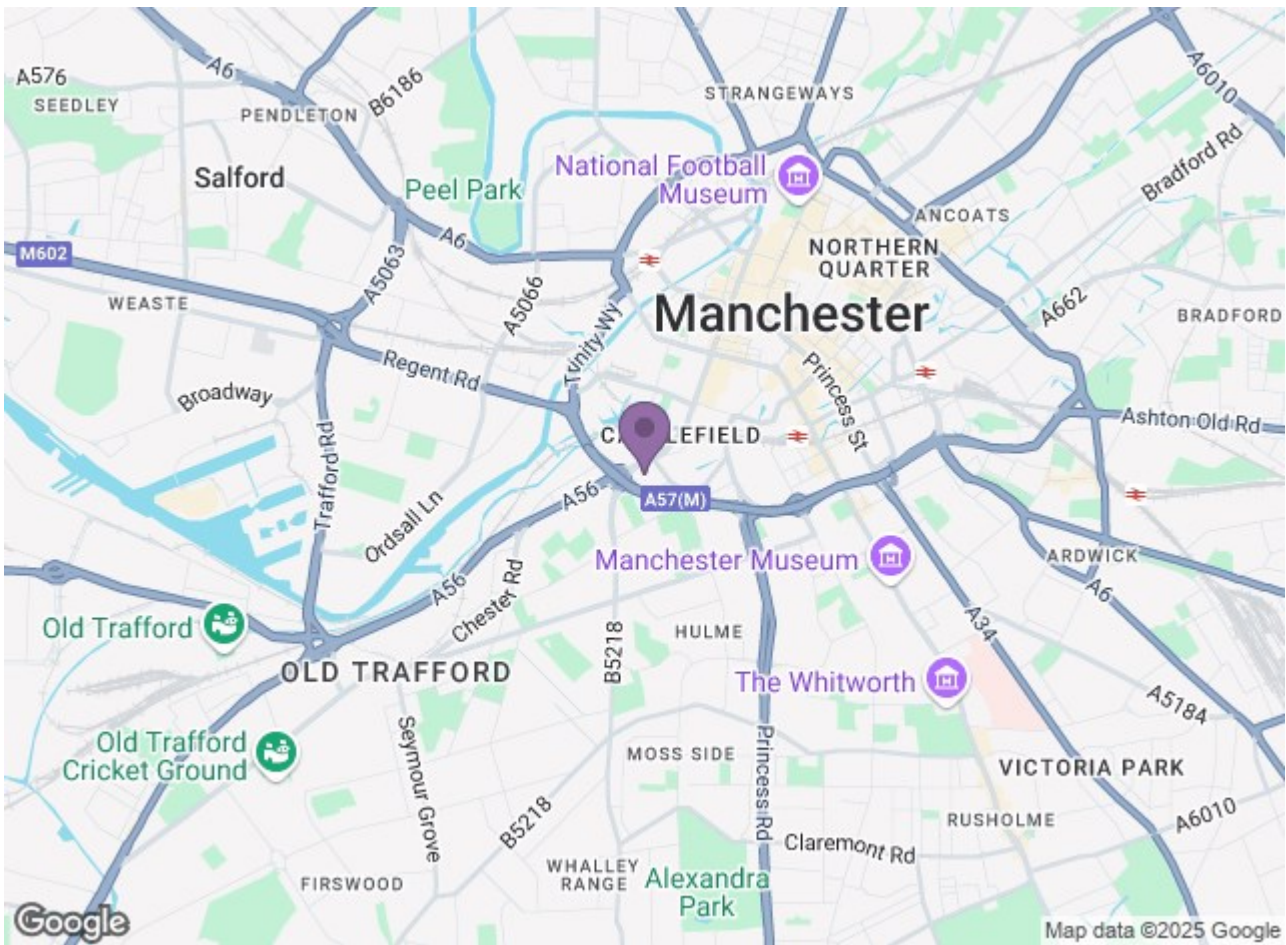 A576
SEEDLEY
A6
PENDLETON
B6186
STRANGEWAYS
A6010
Bradford Rd
Salford
Peel Park
National Football
Museum
ANCOATS
NORTHERN
QUARTER
M602
A6
A5063
WEASTE
A5066
Trinity Wy
Manchester
A662
BRADFORD
Regent Rd
Broadway
Princess St
Ashton Old Rd
Trafford Rd
Ordsall Ln
A56
A57(M)
Manchester Museum
ARDWICK
A6
A56
Chester Rd
Old Trafford
B5218
HULME
A34
OLD TRAFFORD
The Whitworth
A5184
Old Trafford
Cricket Ground
Seymour Grove
MOSS SIDE
Princess Rd
VICTORIA PARK
B5218
RUSHOLME
A6010
Claremont Rd
WHALLEY
RANGE
FIRSWOOD
Alexandra
Park
Google
Map data ©2025 Google